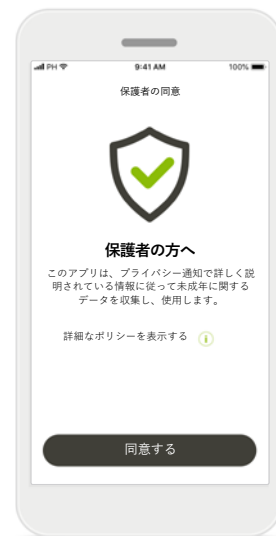 PH 9:41 AM 100%
保護者の同意
保護者の方へ
このアプリは、プライバシー通知で詳しく説
明されている情報に従って未成年に関する
データを収集し、使用します。
詳細なポリシーを表示する i
同意する